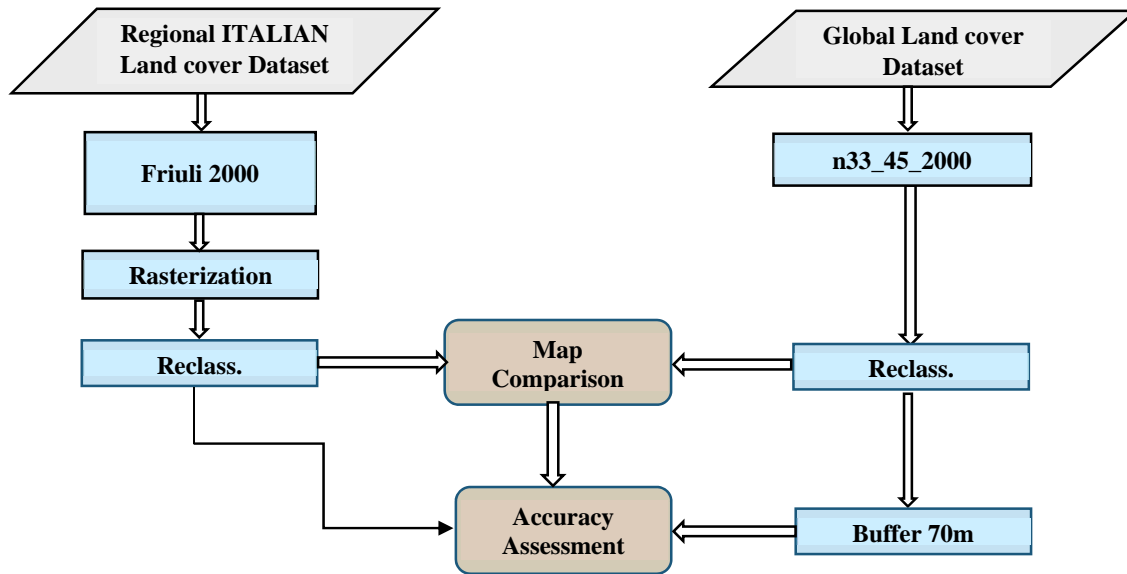 Regional ITALIAN
Land cover Dataset
Global Land cover
Dataset
Friuli 2000
n33_45_2000
Rasterization
Reclass.
Map
Comparison
Reclass.
Accuracy
Assessment
Buffer 70m